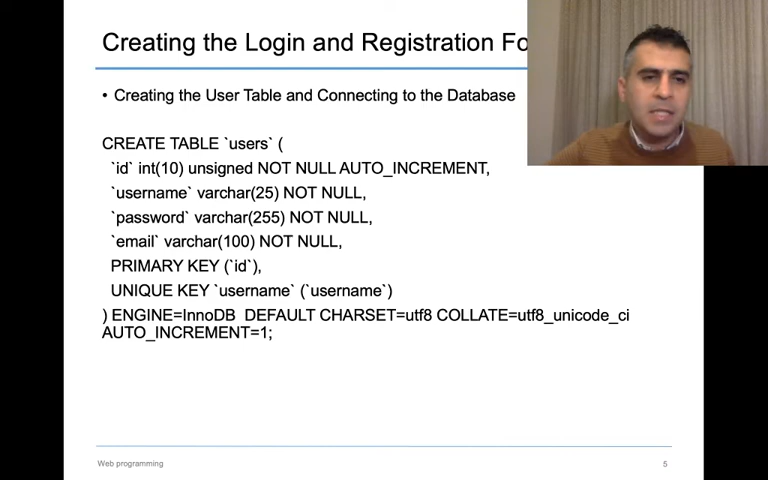 Creating the Login and Registration Fo
• Creating the User Table and Connecting to the Database
CREATE TABLE `users` (
`id` int(10) unsigned NOT NULL AUTO_INCREMENT,
`username` varchar(25) NOT NULL,
`password` varchar(255) NOT NULL,
`email` varchar(100) NOT NULL,
PRIMARY KEY (`id`),
UNIQUE KEY `username` (`username`)
) ENGINE=InnoDB  DEFAULT CHARSET=utf8 COLLATE=utf8_unicode_ci
AUTO_INCREMENT=1;
Web programming
5